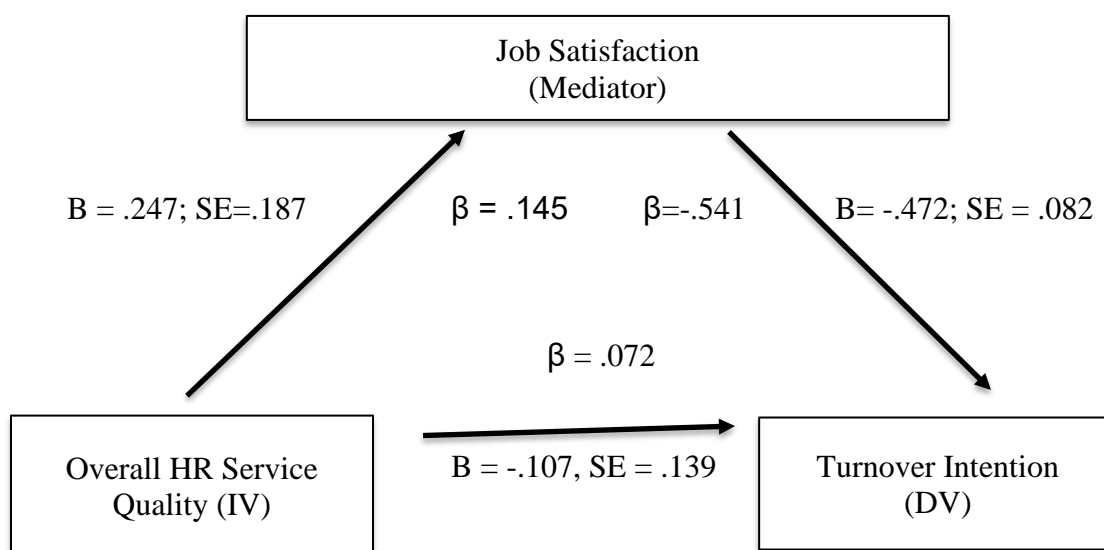 Job Satisfaction
(Mediator)
B = .247; SE=.187
β = .145
β=-.541
B= -.472; SE = .082
β = .072
Overall HR Service
Quality (IV)
B = -.107, SE = .139
Turnover Intention
(DV)